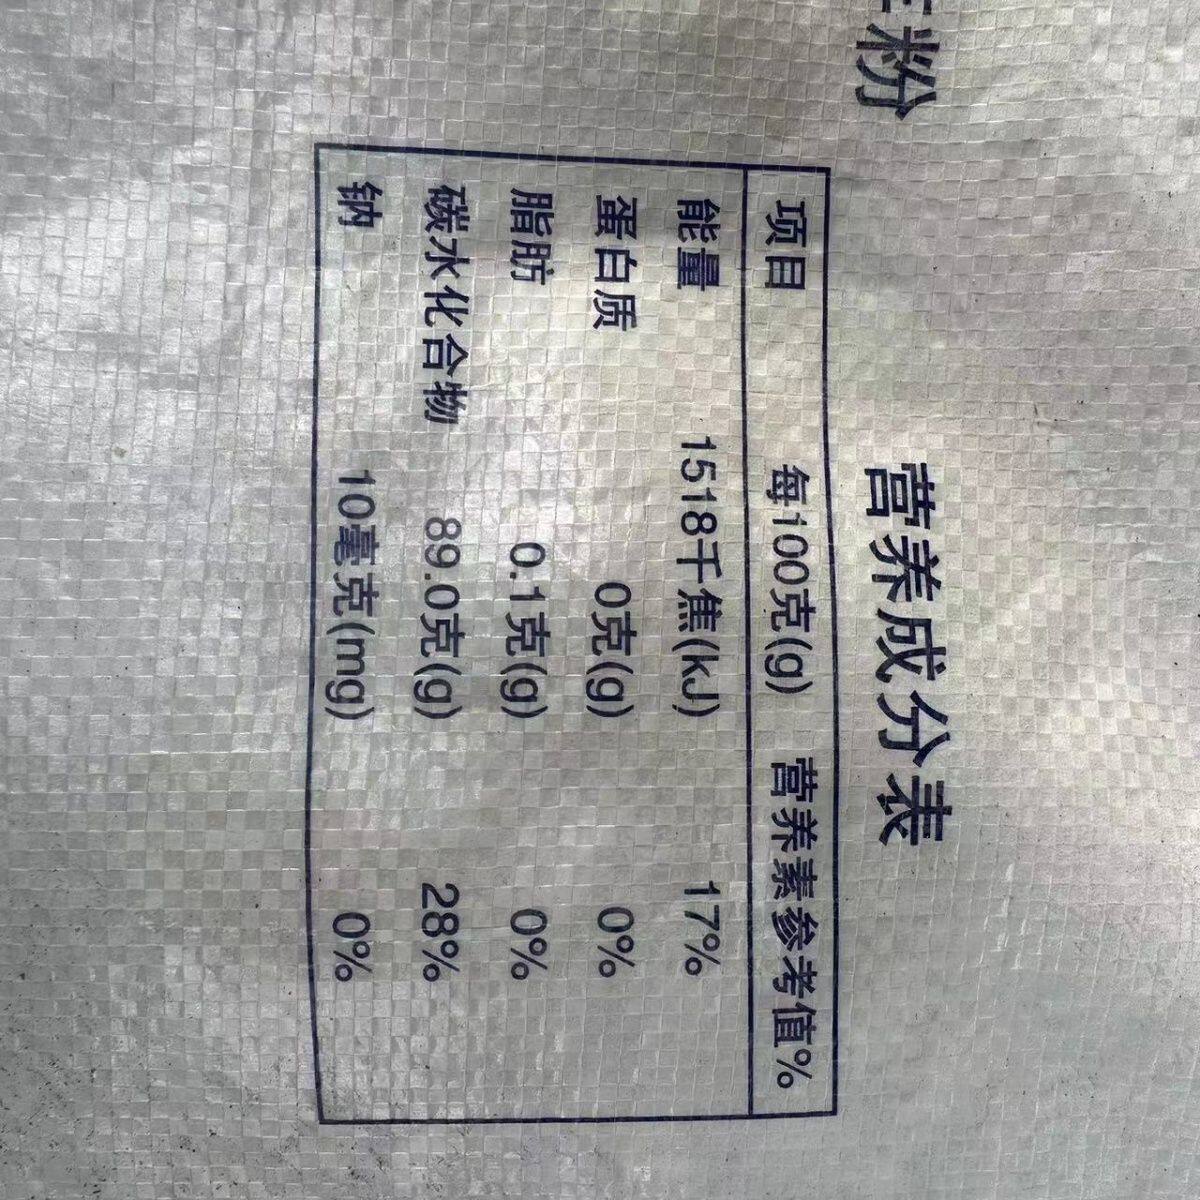 粉
营养成分表
项目 每100克(g) 营养素参考值%
能量 1518千焦(kJ) 17%
蛋白质 0克(g) 0%
脂肪 0.1克(g) 0%
碳水化合物 89.0克(g) 28%
钠 10毫克(mg) 0%